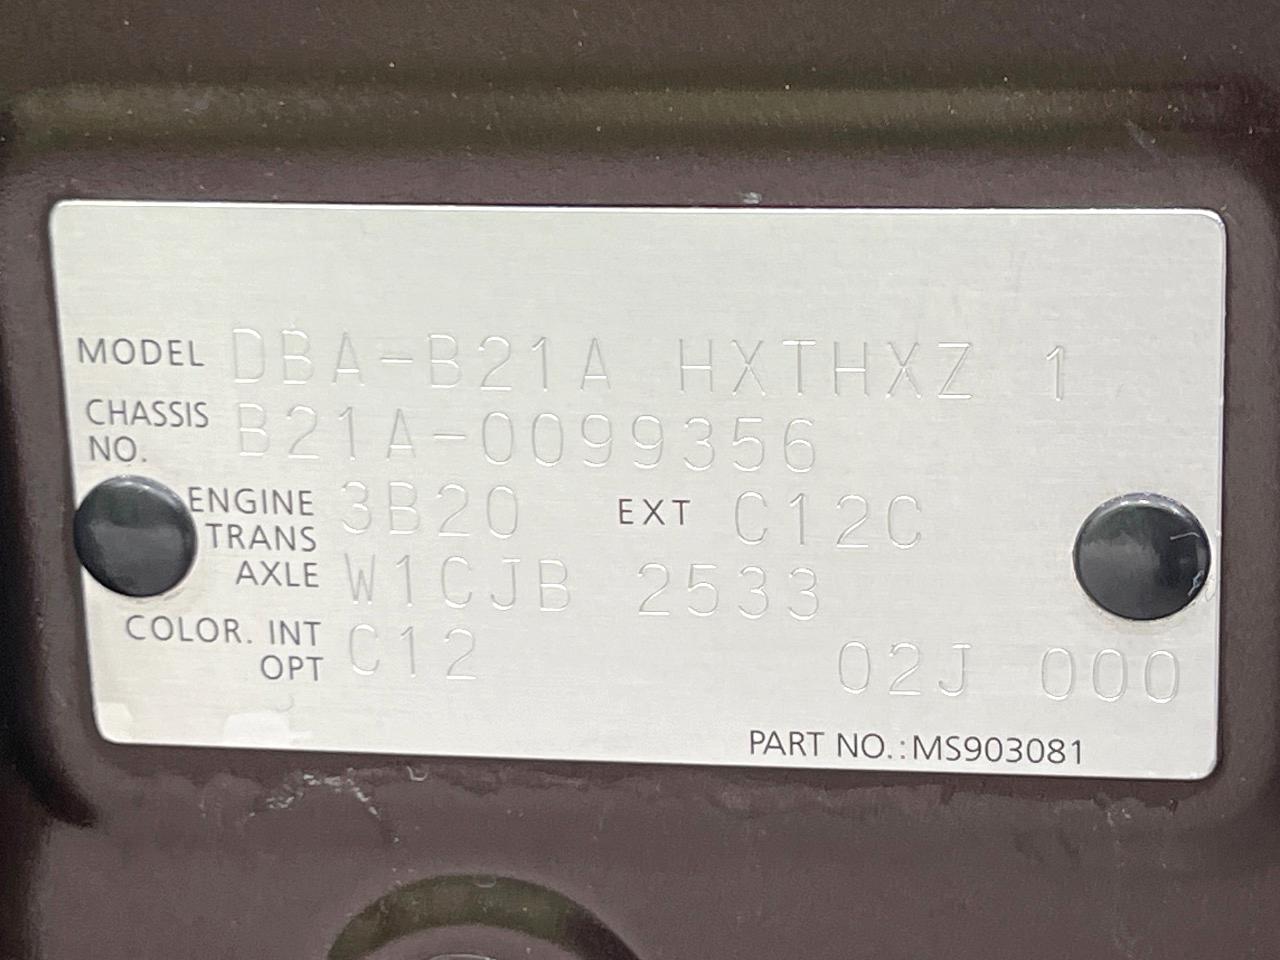 MODEL DBA-B21A HXTHXZ 1
CHASSIS NO. B21A-0099356
ENGINE 3B20 EXT C12C
TRANS
AXLE W1CJB 2533
COLOR. INT C12
OPT 02J 000
PART NO.:MS903081